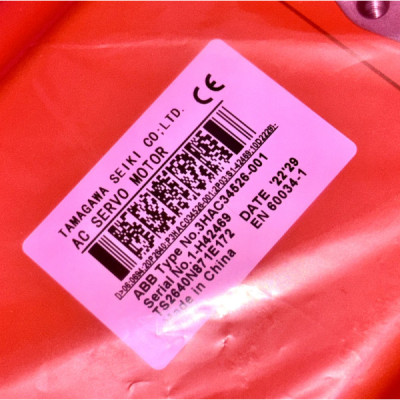 TAMAGAWA SEIKI CO;LTD.
AC SERVO MOTOR
CE
ABB Type No.3HAC034526-001
Serial No.1-H42469
TS2640N871E172
DATE '22'29
EN 60034-1
Made in China